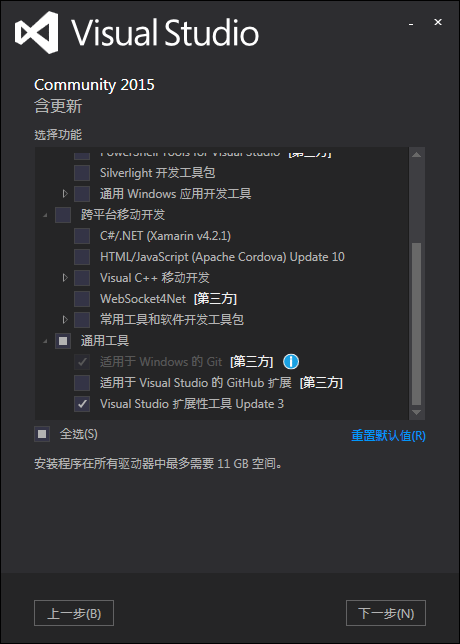 Visual Studio
Community 2015
含更新
选择功能
PowerShell Tools for Visual Studio [第三方]
Silverlight 开发工具包
通用 Windows 应用开发工具
跨平台移动开发
C#/.NET (Xamarin v4.2.1)
HTML/JavaScript (Apache Cordova) Update 10
Visual C++ 移动开发
WebSocket4Net [第三方]
常用工具和软件开发工具包
通用工具
适用于 Windows 的 Git [第三方]
适用于 Visual Studio 的 GitHub 扩展 [第三方]
Visual Studio 扩展性工具 Update 3
全选(S) 重置默认值(R)
安装程序在所有驱动器中最多需要 11 GB 空间。
上一步(B) 下一步(N)